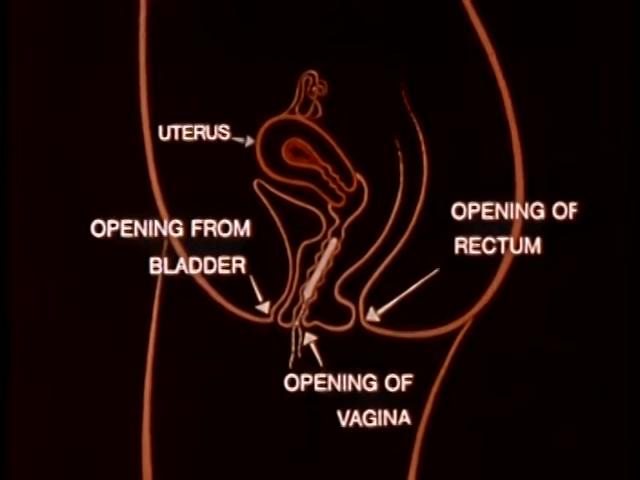 UTERUS
OPENING FROM
BLADDER
OPENING OF
RECTUM
OPENING OF
VAGINA